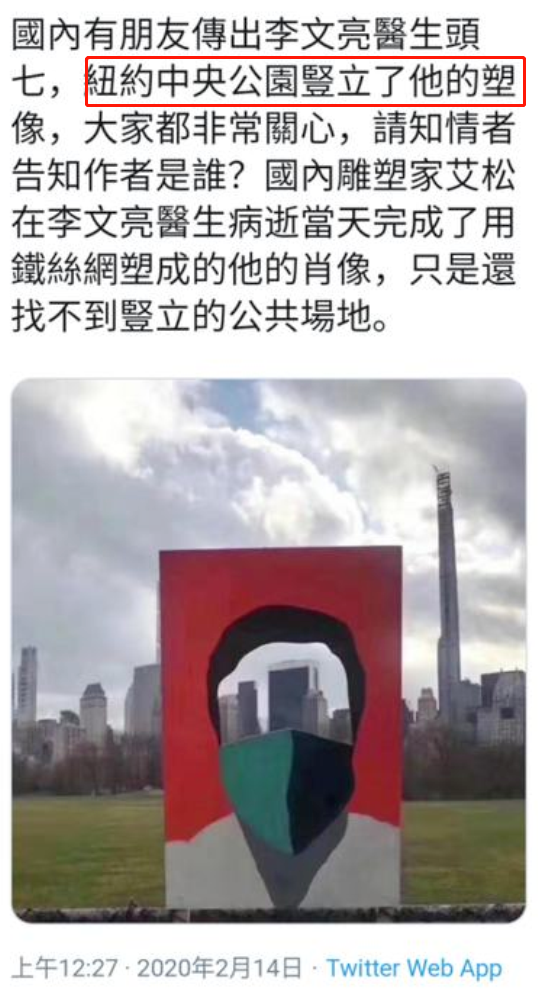 國內有朋友傳出李文亮醫生頭
七，紐約中央公園豎立了他的塑
像，大家都非常關心，請知情者
告知作者是誰？國內雕塑家艾松
在李文亮醫生病逝當天完成了用
鐵絲網塑成的他的肖像，只是還
找不到豎立的公共場地。
上午12:27 · 2020年2月14日 · Twitter Web App